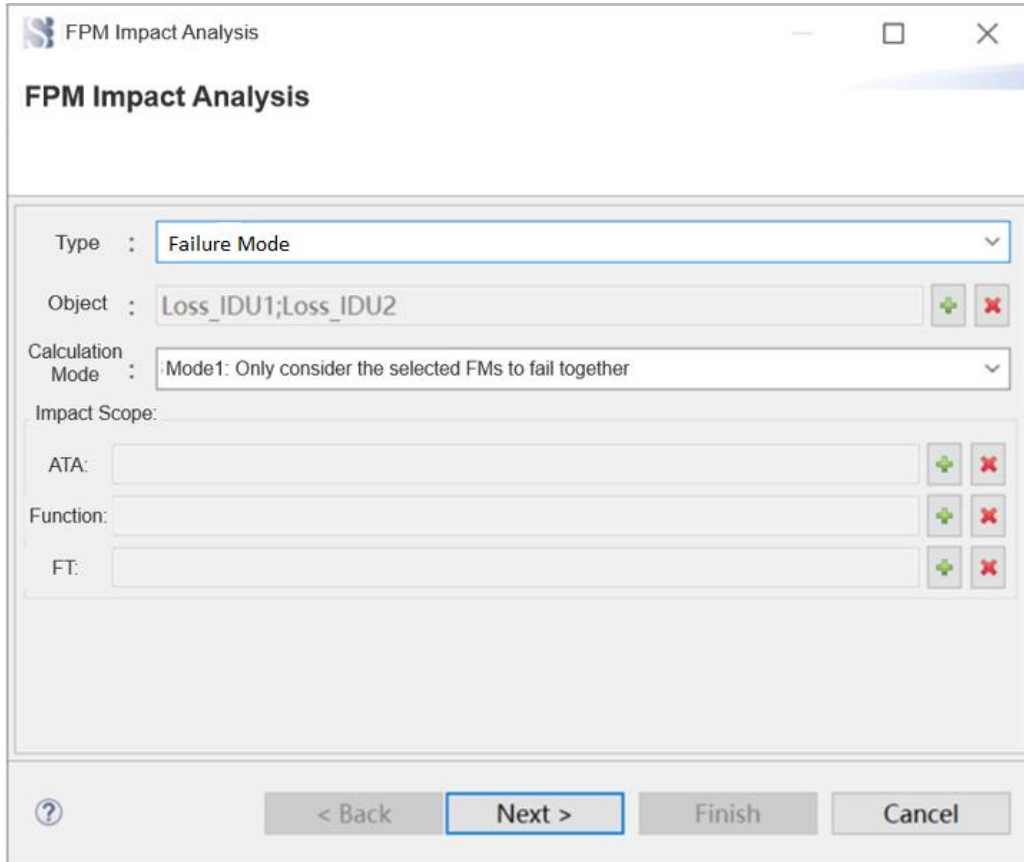 FPM Impact Analysis
FPM Impact Analysis
Type : Failure Mode
Object : Loss_IDU1;Loss_IDU2
Calculation
Mode : Mode1: Only consider the selected FMs to fail together
Impact Scope:
ATA:
Function:
FT:
< Back Next > Finish Cancel